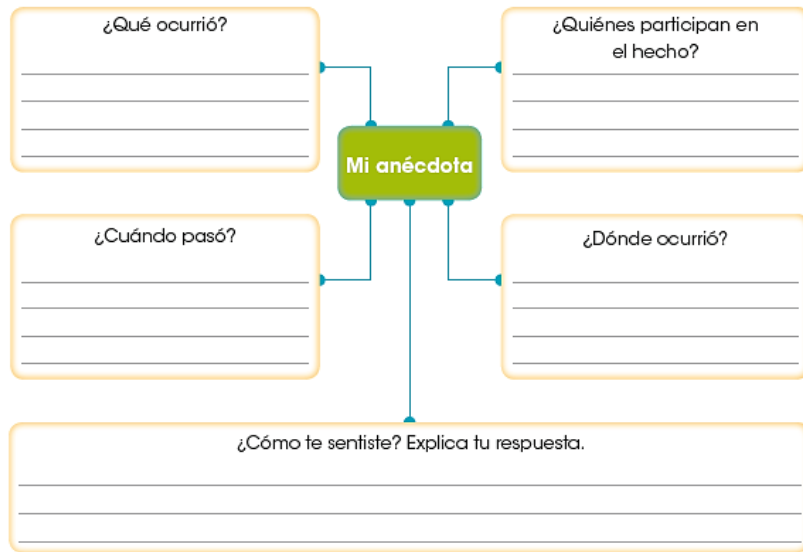 ¿Qué ocurrió?
¿Quiénes participan en
el hecho?
Mi anécdota
¿Cuándo pasó?
¿Dónde ocurrió?
¿Cómo te sentiste? Explica tu respuesta.